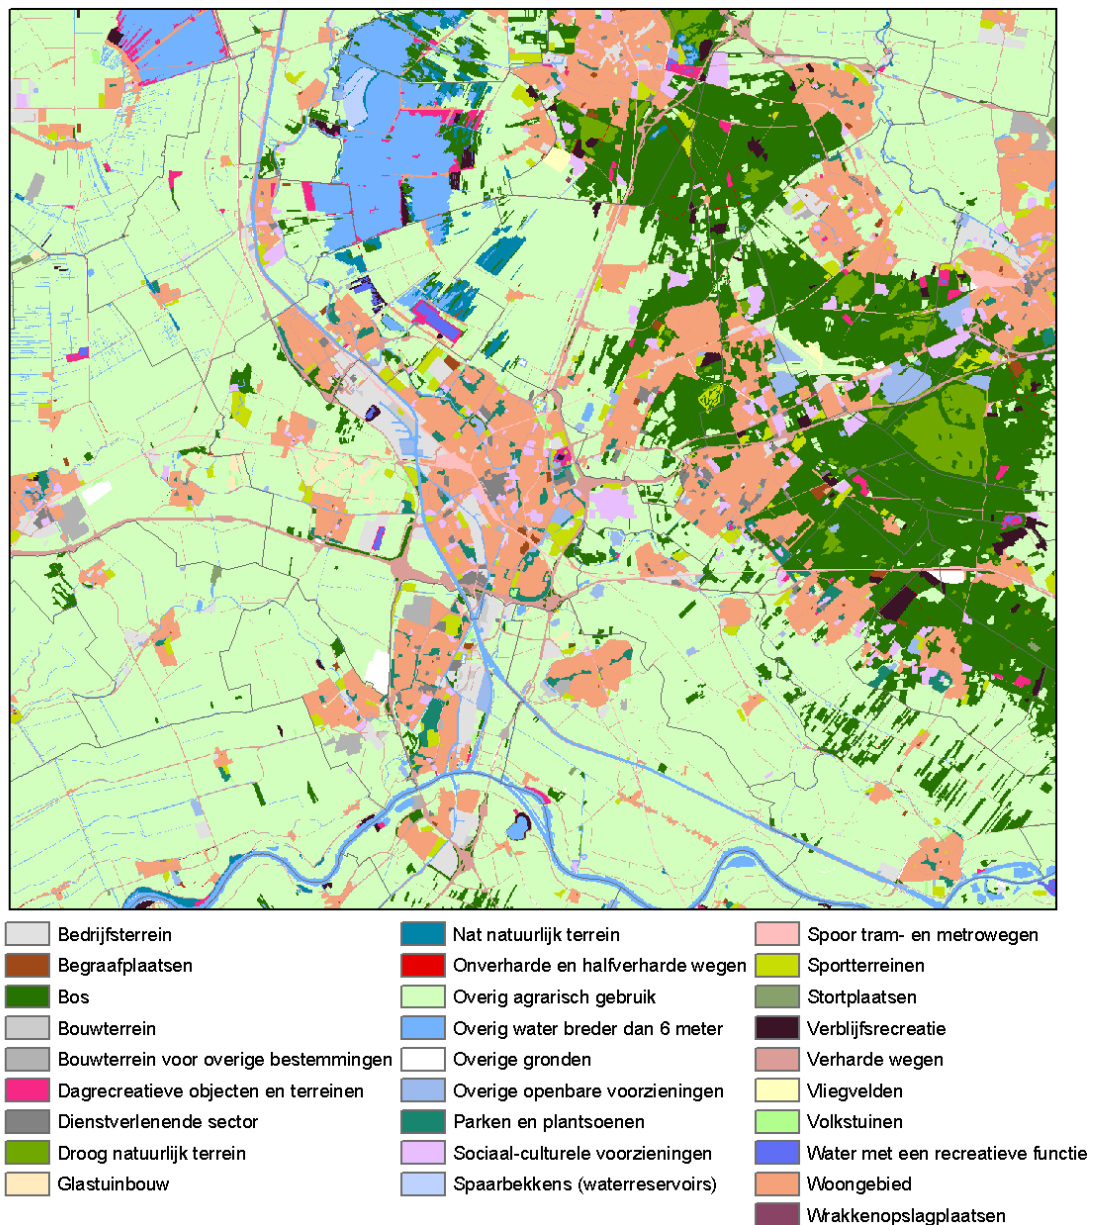 Bedrijfsterrein
Begraafplaatsen
Bos
Bouwterrein
Bouwterrein voor overige bestemmingen
Dagrecreatieve objecten en terreinen
Dienstverlenende sector
Droog natuurlijk terrein
Glastuinbouw
Nat natuurlijk terrein
Onverharde en halfverharde wegen
Overig agrarisch gebruik
Overig water breder dan 6 meter
Overige gronden
Overige openbare voorzieningen
Parken en plantsoenen
Sociaal-culturele voorzieningen
Spaarbekkens (waterreservoirs)
Spoor tram- en metrowegen
Sportterreinen
Stortplaatsen
Verblijfsrecreatie
Verharde wegen
Vliegvelden
Volkstuinen
Water met een recreatieve functie
Woongebied
Wrakkenopslagplaatsen